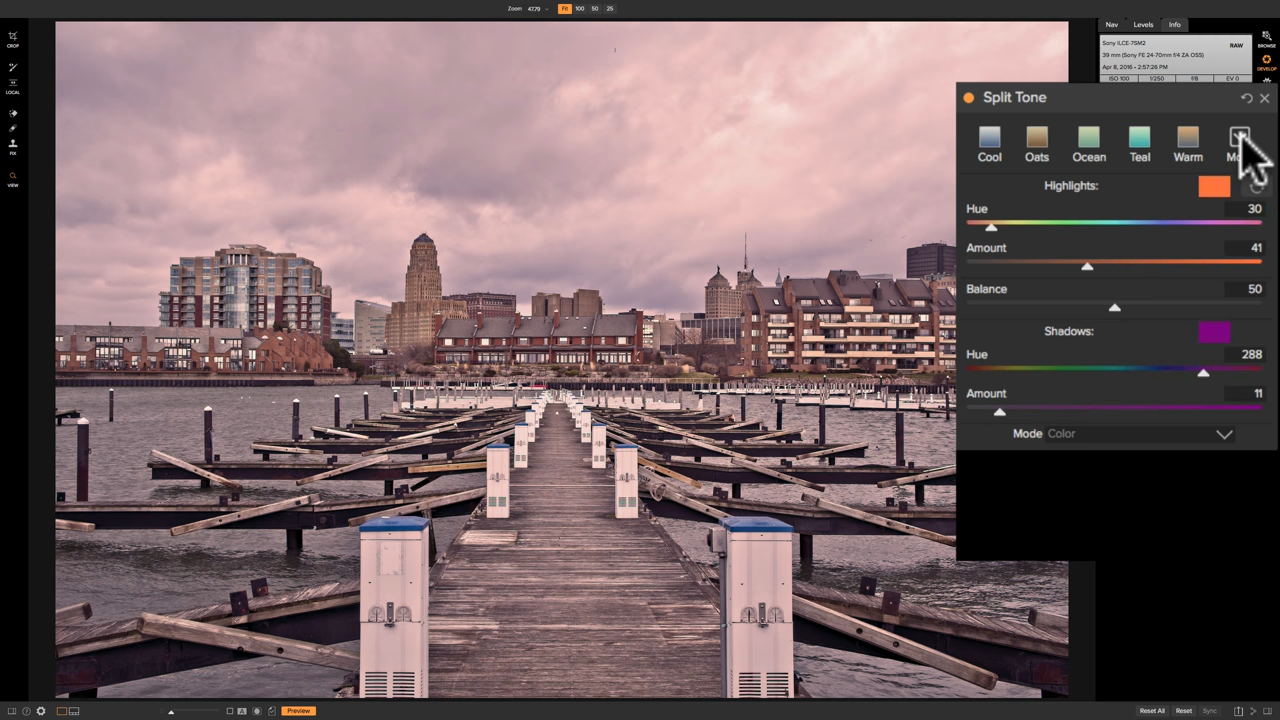 Zoom 47.79 Fit 100 50 25
Nav Levels Info
CROP
LOCAL
FIX
VIEW
Sony ILCE-7SM2 RAW
39 mm (Sony FE 24-70mm f/4 ZA OSS)
Apr 8, 2016 • 2:57:26 PM
ISO 100 1/250 f/8 EV 0
BROWSE
DEVELOP
Split Tone
Cool Oats Ocean Teal Warm
Highlights:
Hue 30
Amount 41
Balance 50
Shadows:
Hue 288
Amount 11
Mode Color
A Preview
Reset All Reset Sync